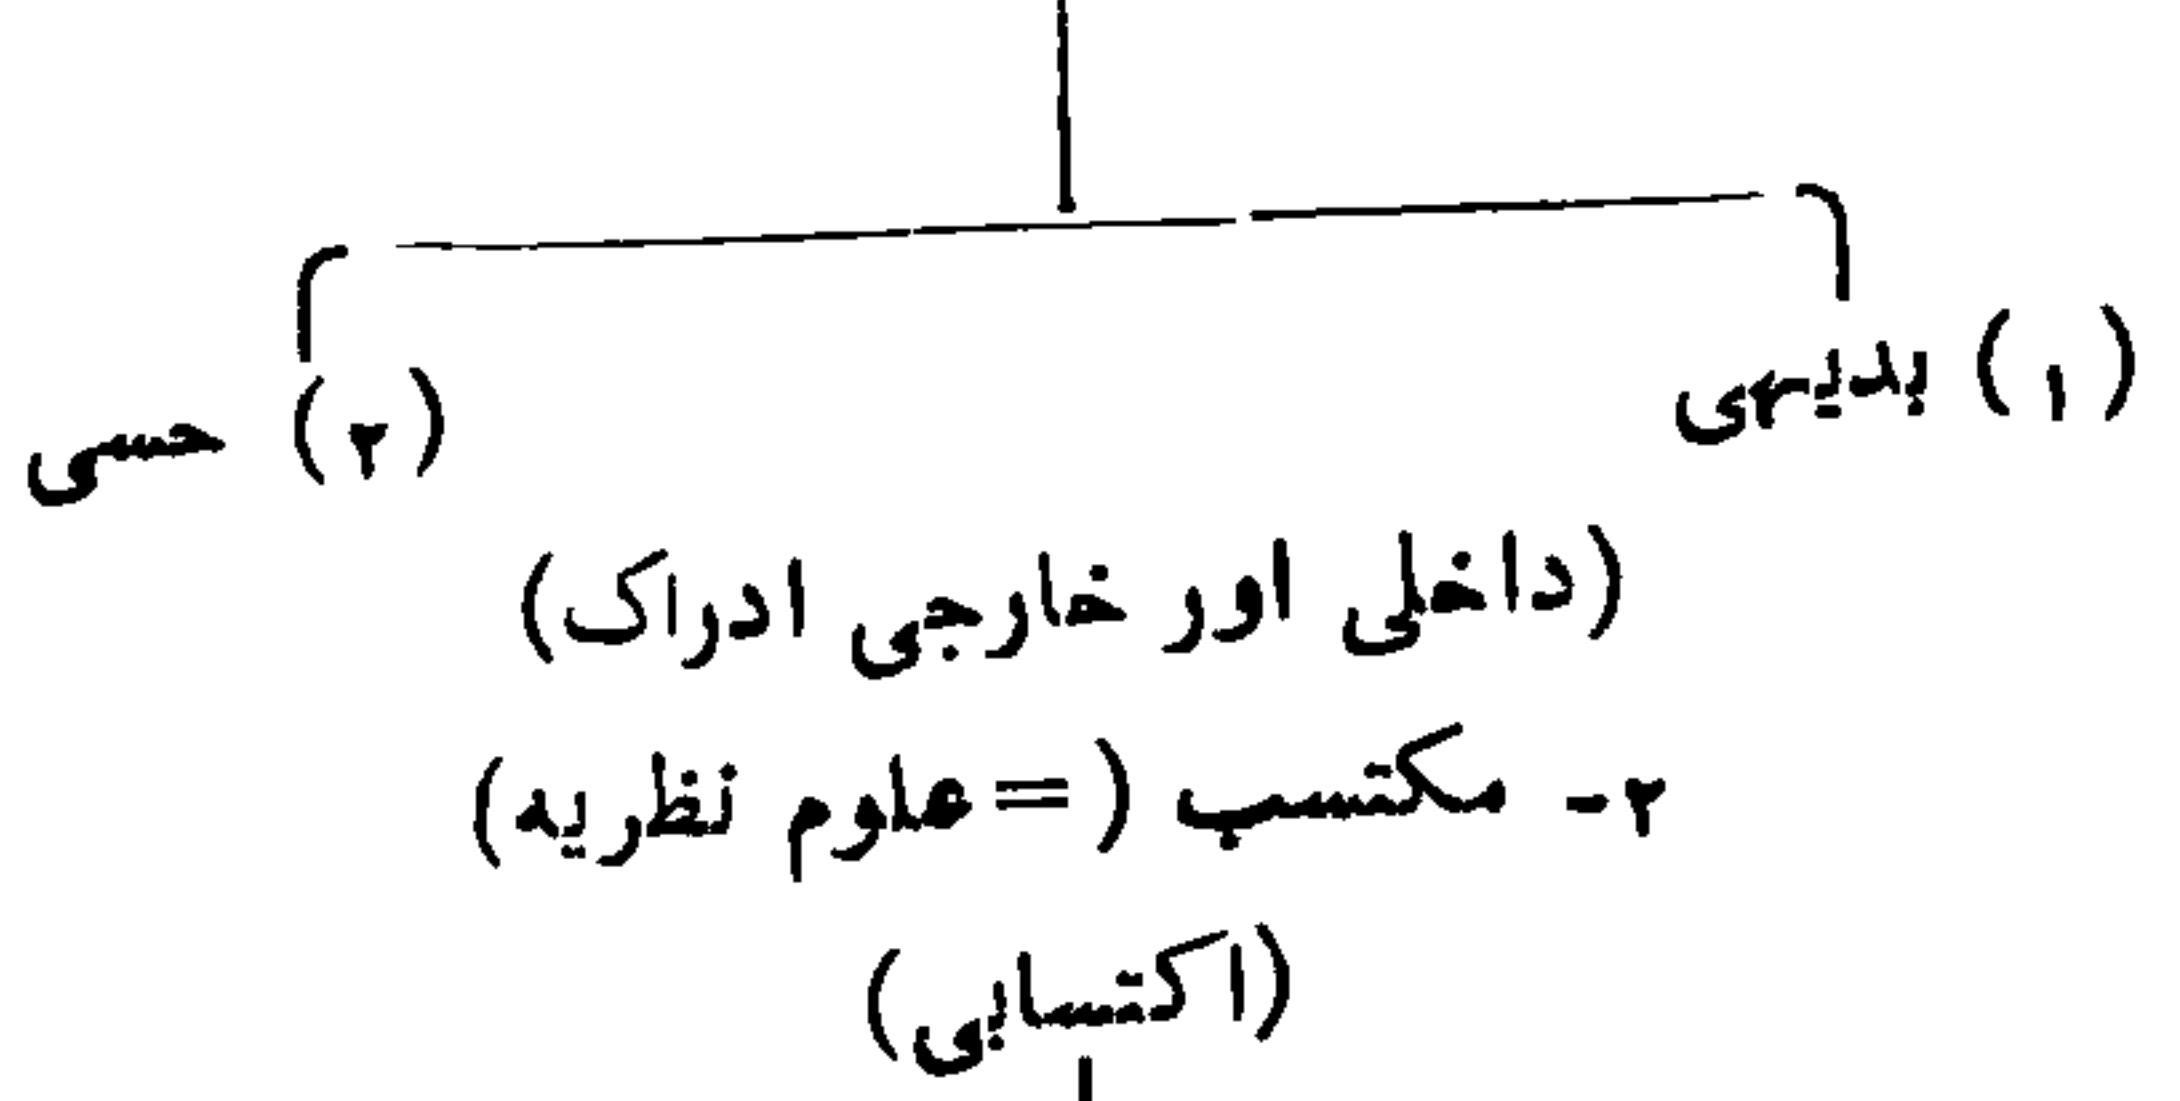 (۱) بدیہی (۲) حسی
(داخلی اور خارجی ادراک)
۲- مکتسب (=علوم نظریہ)
(اکتسابی)